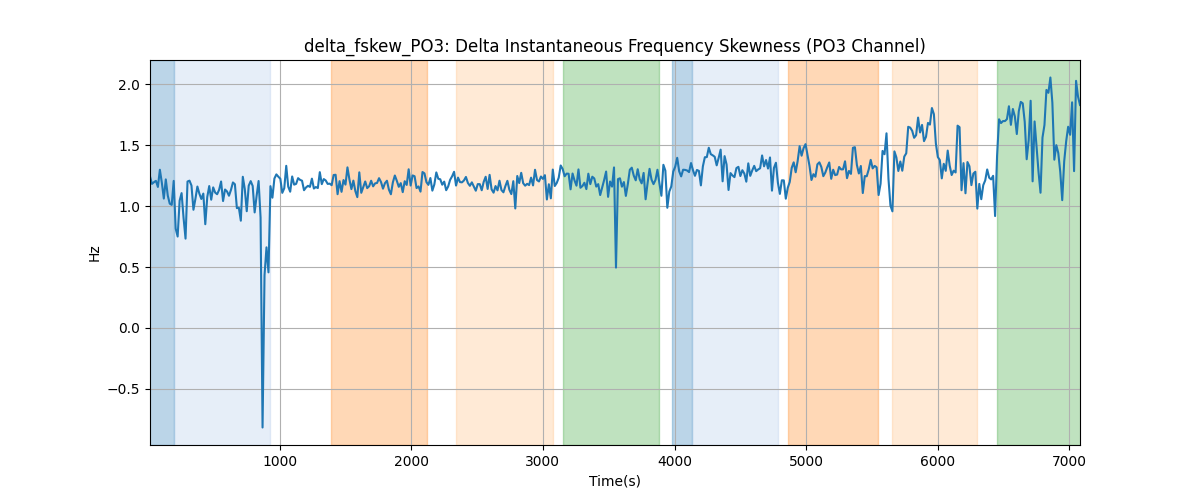 delta_fskew_PO3: Delta Instantaneous Frequency Skewness (PO3 Channel)
2.0
1.5
1.0
0.5
0.0
−0.5
Hz
1000 2000 3000 4000 5000 6000 7000
Time(s)